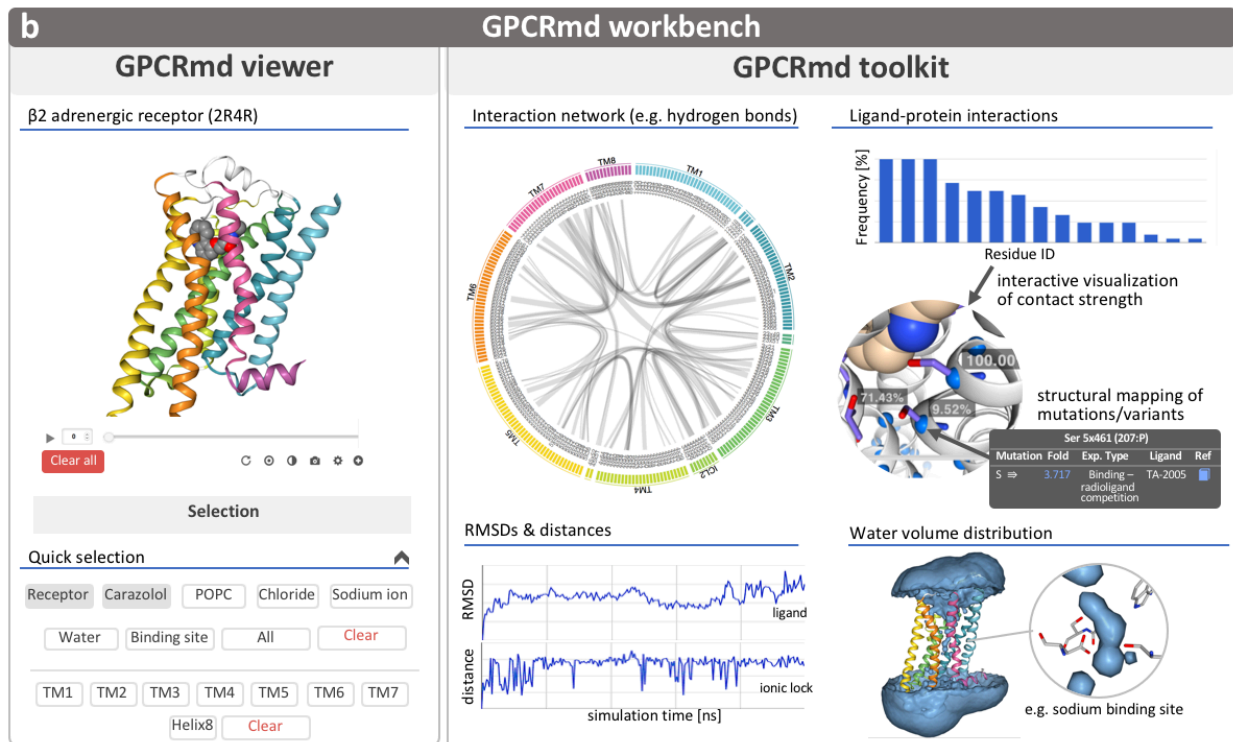 b
GPCRmd workbench
GPCRmd viewer
β2 adrenergic receptor (2R4R)
0
Clear all
Selection
Quick selection
Receptor
Carazolol
POPC
Chloride
Sodium ion
Water
Binding site
All
Clear
TM1
TM2
TM3
TM4
TM5
TM6
TM7
Helix8
Clear
GPCRmd toolkit
Interaction network (e.g. hydrogen bonds)
TM8
TM1
TM7
TM2
TM6
TM3
TM5
ICL2
TM4
Ligand-protein interactions
Frequency [%]
Residue ID
interactive visualization
of contact strength
100.00
71.43%
9.52%
structural mapping of
mutations/variants
Ser 5x461 (207:P)
Mutation Fold Exp. Type Ligand Ref
S ⇒ 3.717 Binding – TA-2005
radioligand
competition
RMSDs & distances
RMSD
ligand
distance
ionic lock
simulation time [ns]
Water volume distribution
e.g. sodium binding site